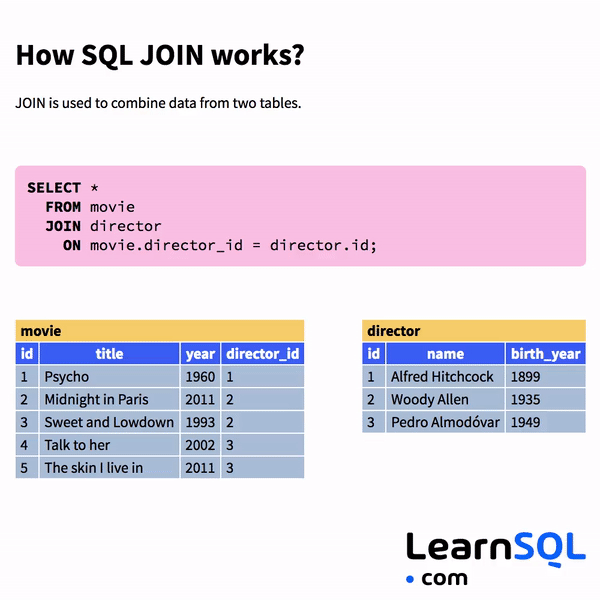 How SQL JOIN works?
JOIN is used to combine data from two tables.
SELECT *
FROM movie
JOIN director
ON movie.director_id = director.id;
movie
id title year director_id
1 Psycho 1960 1
2 Midnight in Paris 2011 2
3 Sweet and Lowdown 1993 2
4 Talk to her 2002 3
5 The skin I live in 2011 3
director
id name birth_year
1 Alfred Hitchcock 1899
2 Woody Allen 1935
3 Pedro Almodóvar 1949
LearnSQL
• com